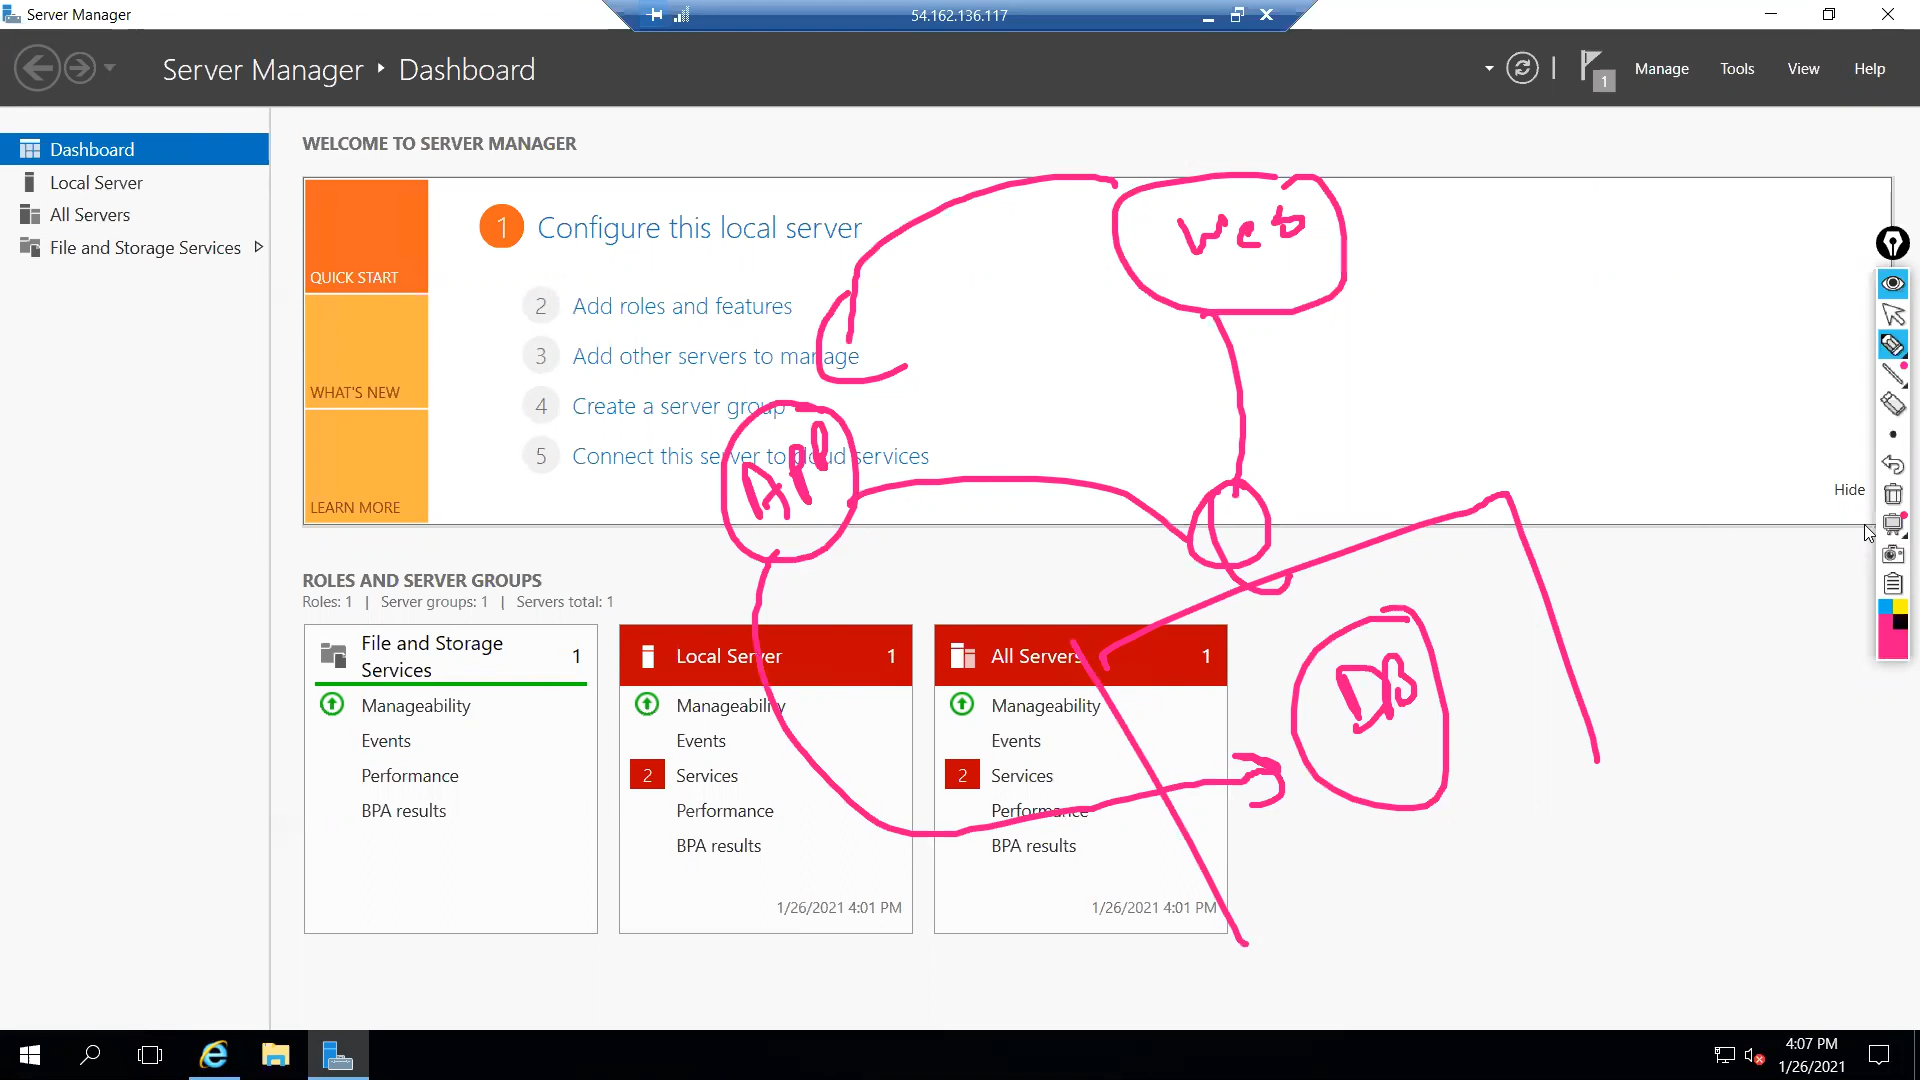 Server Manager
54.162.136.117
Server Manager ‣ Dashboard
1
Manage
Tools
View
Help
Dashboard
Local Server
All Servers
File and Storage Services
WELCOME TO SERVER MANAGER
QUICK START
WHAT'S NEW
LEARN MORE
1 Configure this local server
2 Add roles and features
3 Add other servers to manage
4 Create a server group
5 Connect this server to cloud services
Hide
Web
APP
DB
ROLES AND SERVER GROUPS
Roles: 1 | Server groups: 1 | Servers total: 1
File and Storage
Services
1
Manageability
Events
Performance
BPA results
Local Server 1
Manageability
Events
2 Services
Performance
BPA results
1/26/2021 4:01 PM
All Servers 1
Manageability
Events
2 Services
Performance
BPA results
1/26/2021 4:01 PM
4:07 PM
1/26/2021